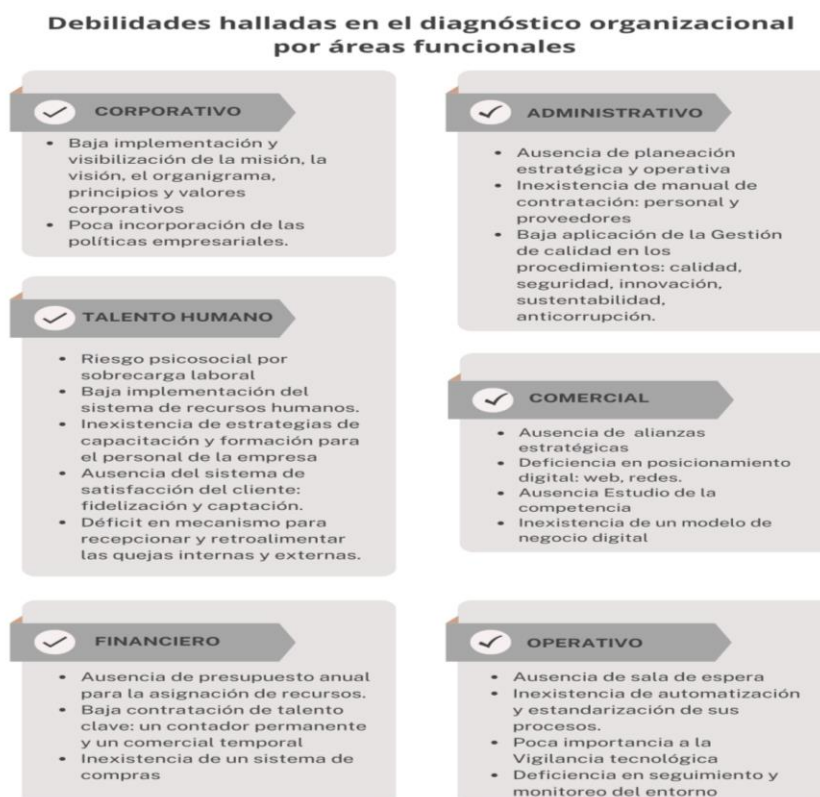 Debilidades halladas en el diagnóstico organizacional
por áreas funcionales
CORPORATIVO
• Baja implementación y
visibilización de la misión, la
visión, el organigrama,
principios y valores
corporativos
• Poca incorporación de las
políticas empresariales.
ADMINISTRATIVO
• Ausencia de planeación
estratégica y operativa
• Inexistencia de manual de
contratación: personal y
proveedores
• Baja aplicación de la Gestión
de calidad en los
procedimientos: calidad,
seguridad, innovación,
sustentabilidad,
anticorrupción.
TALENTO HUMANO
• Riesgo psicosocial por
sobrecarga laboral
• Baja implementación del
sistema de recursos humanos.
• Inexistencia de estrategias de
capacitación y formación para
el personal de la empresa
• Ausencia del sistema de
satisfacción del cliente:
fidelización y captación.
• Déficit en mecanismo para
recepcionar y retroalimentar
las quejas internas y externas.
COMERCIAL
• Ausencia de alianzas
estratégicas
• Deficiencia en posicionamiento
digital: web, redes.
• Ausencia Estudio de la
competencia
• Inexistencia de un modelo de
negocio digital
FINANCIERO
• Ausencia de presupuesto anual
para la asignación de recursos.
• Baja contratación de talento
clave: un contador permanente
y un comercial temporal
• Inexistencia de un sistema de
compras
OPERATIVO
• Ausencia de sala de espera
• Inexistencia de automatización
y estandarización de sus
procesos.
• Poca importancia a la
Vigilancia tecnológica
• Deficiencia en seguimiento y
monitoreo del entorno